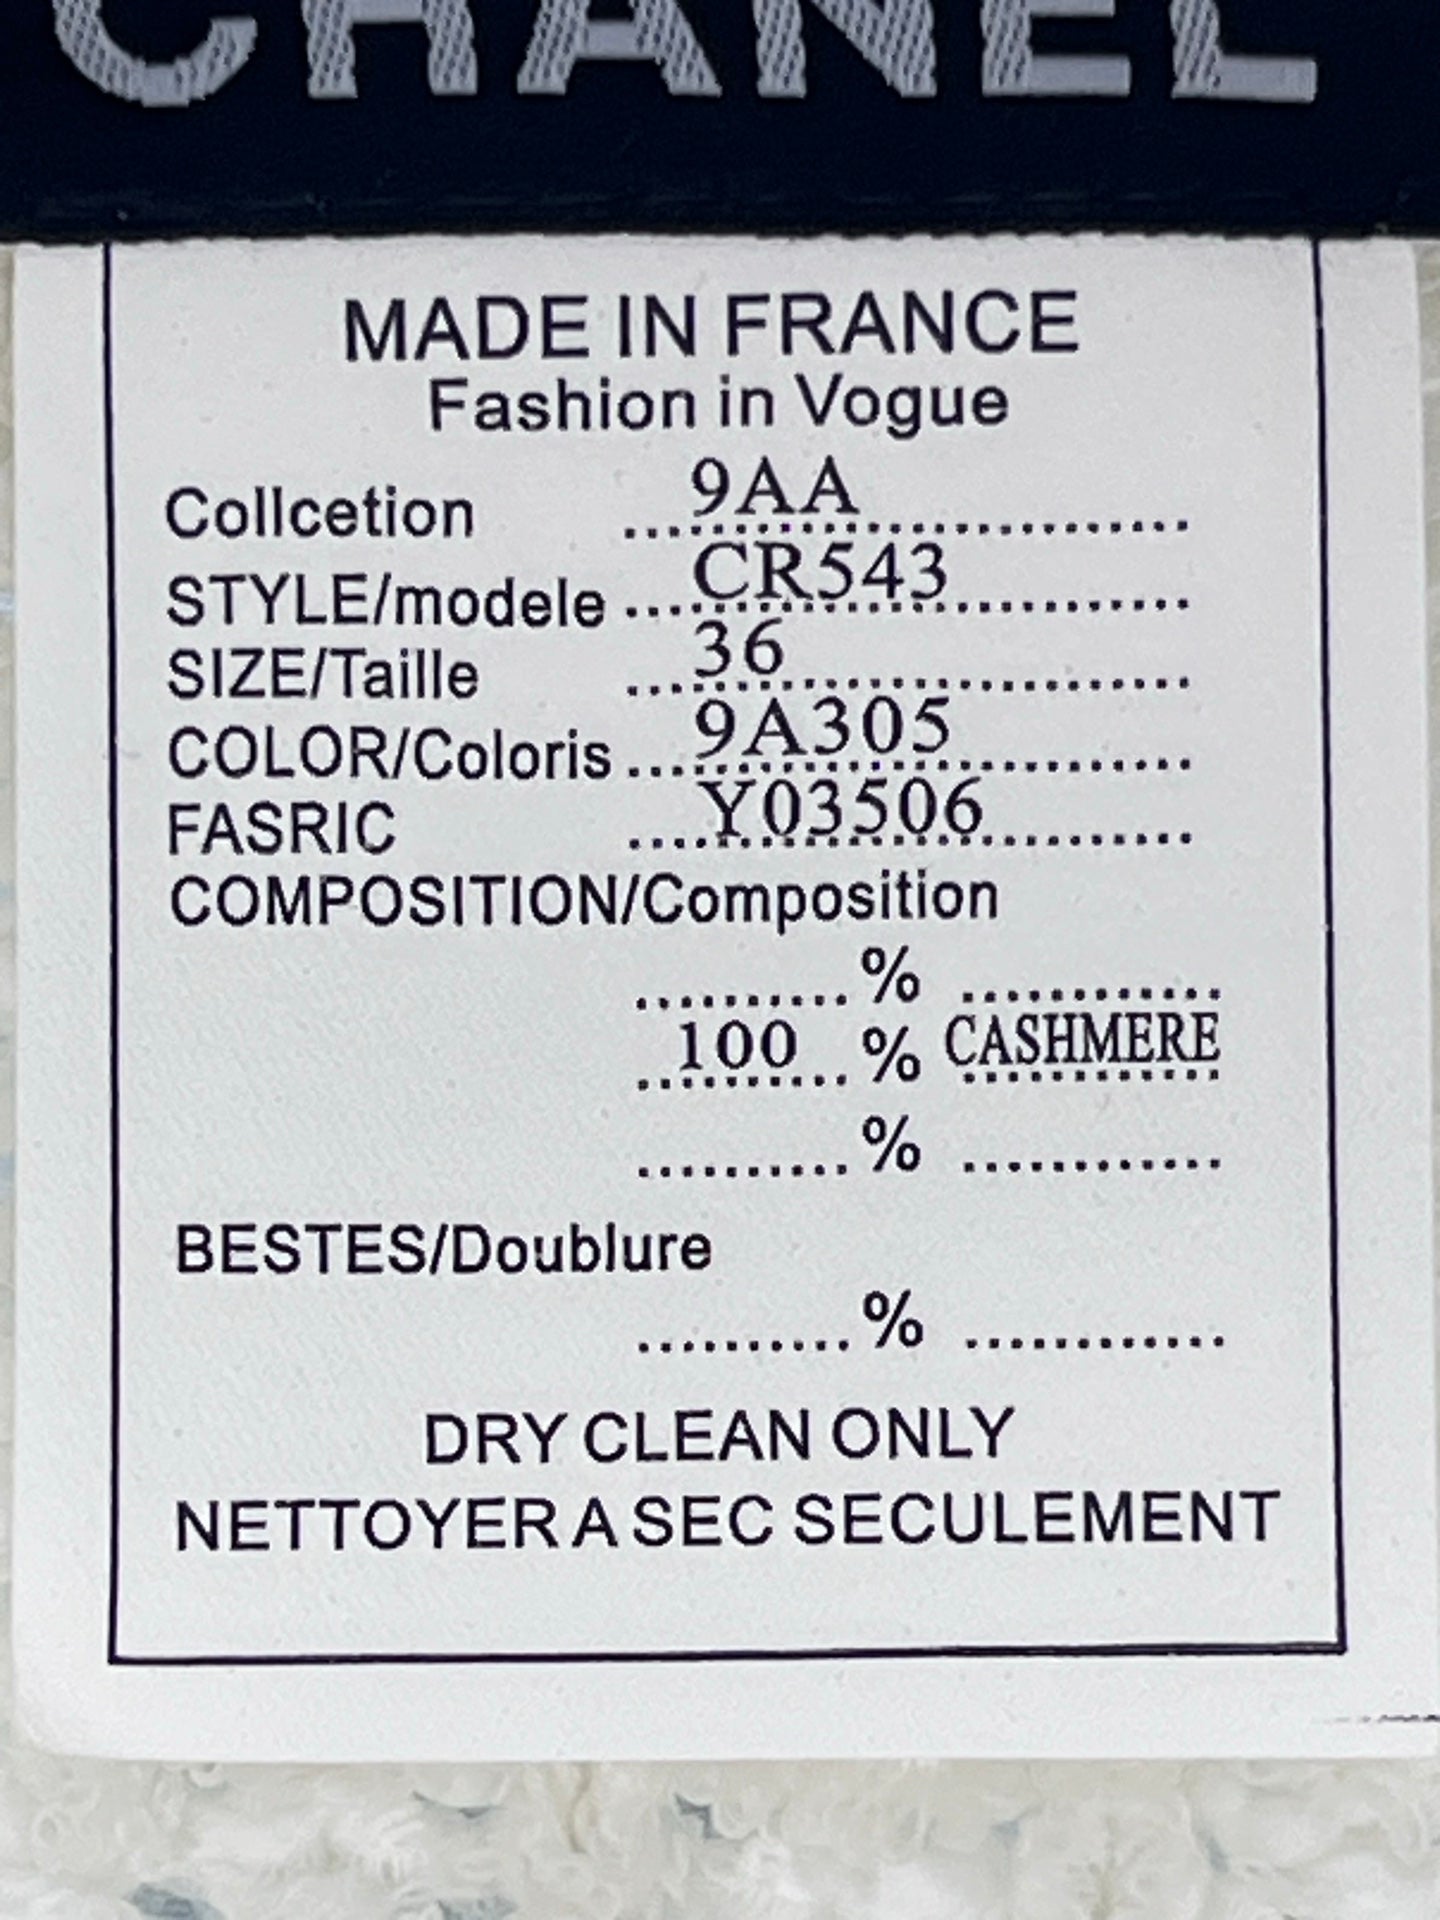 CHANEL
MADE IN FRANCE
Fashion in Vogue
Collcetion 9AA
STYLE/modele CR543
SIZE/Taille 36
COLOR/Coloris 9A305
FASRIC Y03506
COMPOSITION/Composition
%
100 % CASHMERE
%
BESTES/Doublure
%
DRY CLEAN ONLY
NETTOYER A SEC SECULEMENT